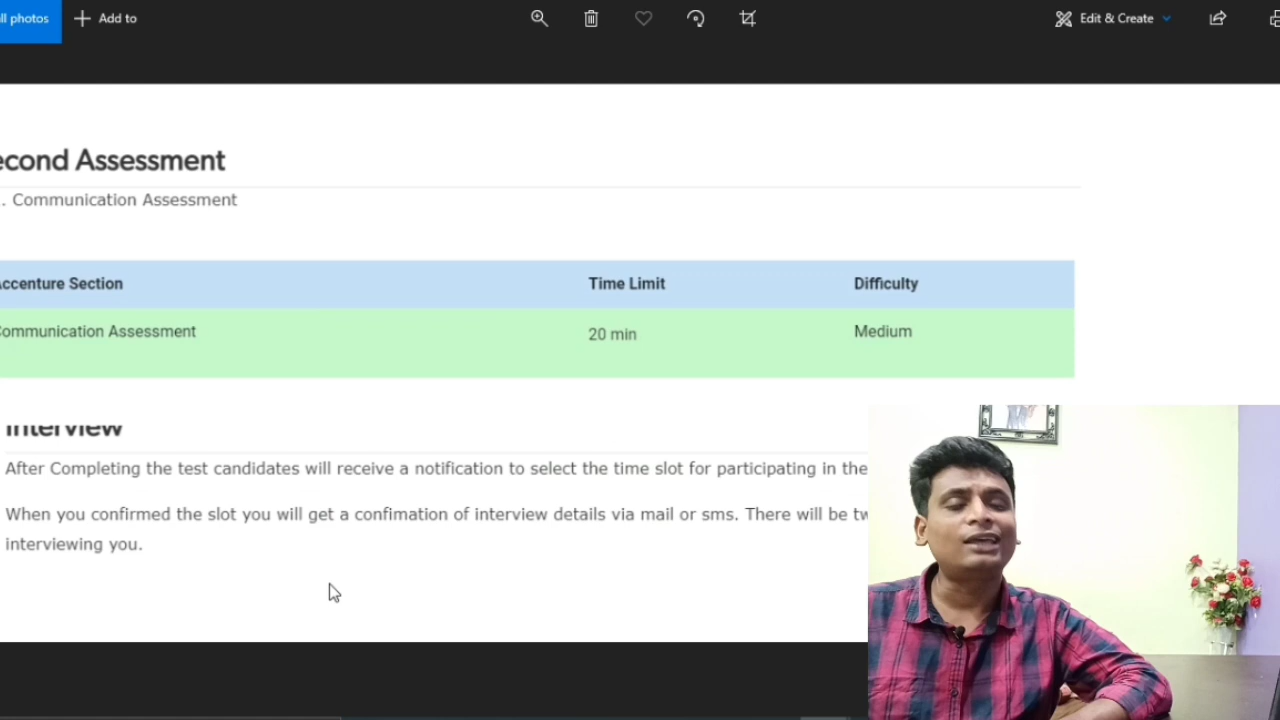 ll photos
Add to
Edit & Create
econd Assessment
. Communication Assessment
ccenture Section Time Limit Difficulty
ommunication Assessment 20 min Medium
Interview
After Completing the test candidates will receive a notification to select the time slot for participating in the
When you confirmed the slot you will get a confimation of interview details via mail or sms. There will be tw
interviewing you.